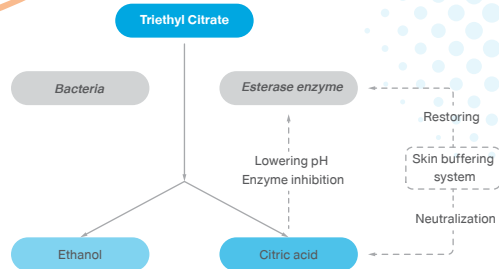 Triethyl Citrate
Bacteria
Esterase enzyme
Restoring
Lowering pH
Enzyme inhibition
Skin buffering
system
Neutralization
Ethanol
Citric acid